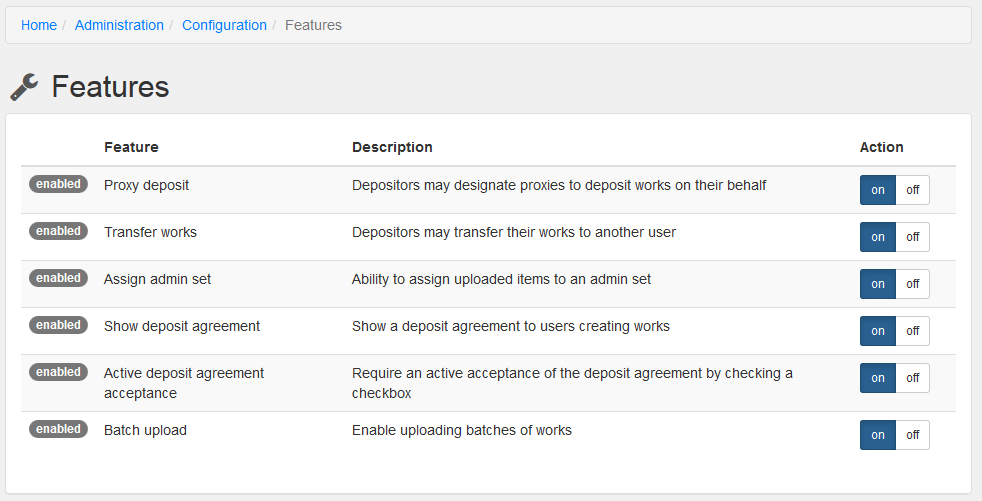 Home / Administration / Configuration / Features
Features
Feature Description Action
enabled Proxy deposit Depositors may designate proxies to deposit works on their behalf on off
enabled Transfer works Depositors may transfer their works to another user on off
enabled Assign admin set Ability to assign uploaded items to an admin set on off
enabled Show deposit agreement Show a deposit agreement to users creating works on off
enabled Active deposit agreement Require an active acceptance of the deposit agreement by checking a on off
acceptance checkbox
enabled Batch upload Enable uploading batches of works on off